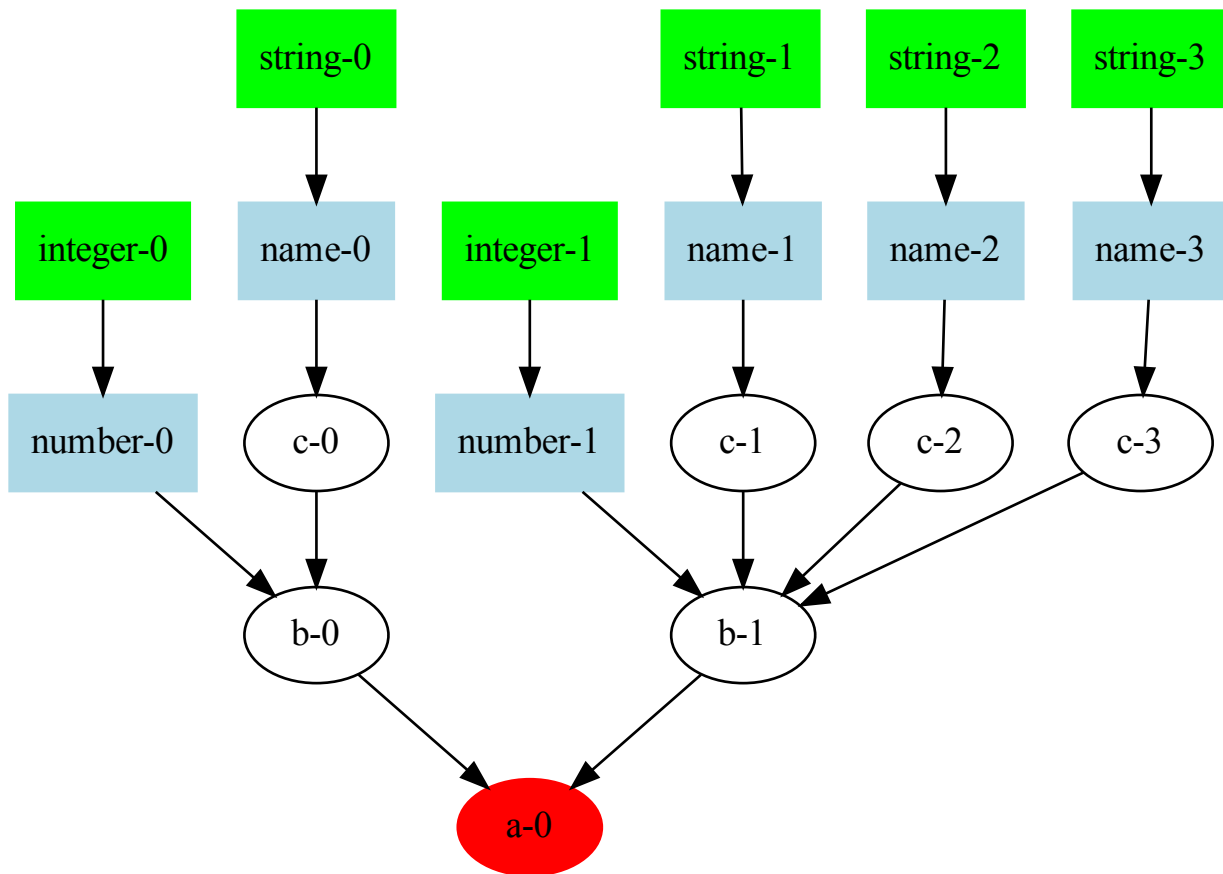 string-0
string-1
string-2
string-3
integer-0
name-0
integer-1
name-1
name-2
name-3
number-0
c-0
number-1
c-1
c-2
c-3
b-0
b-1
a-0